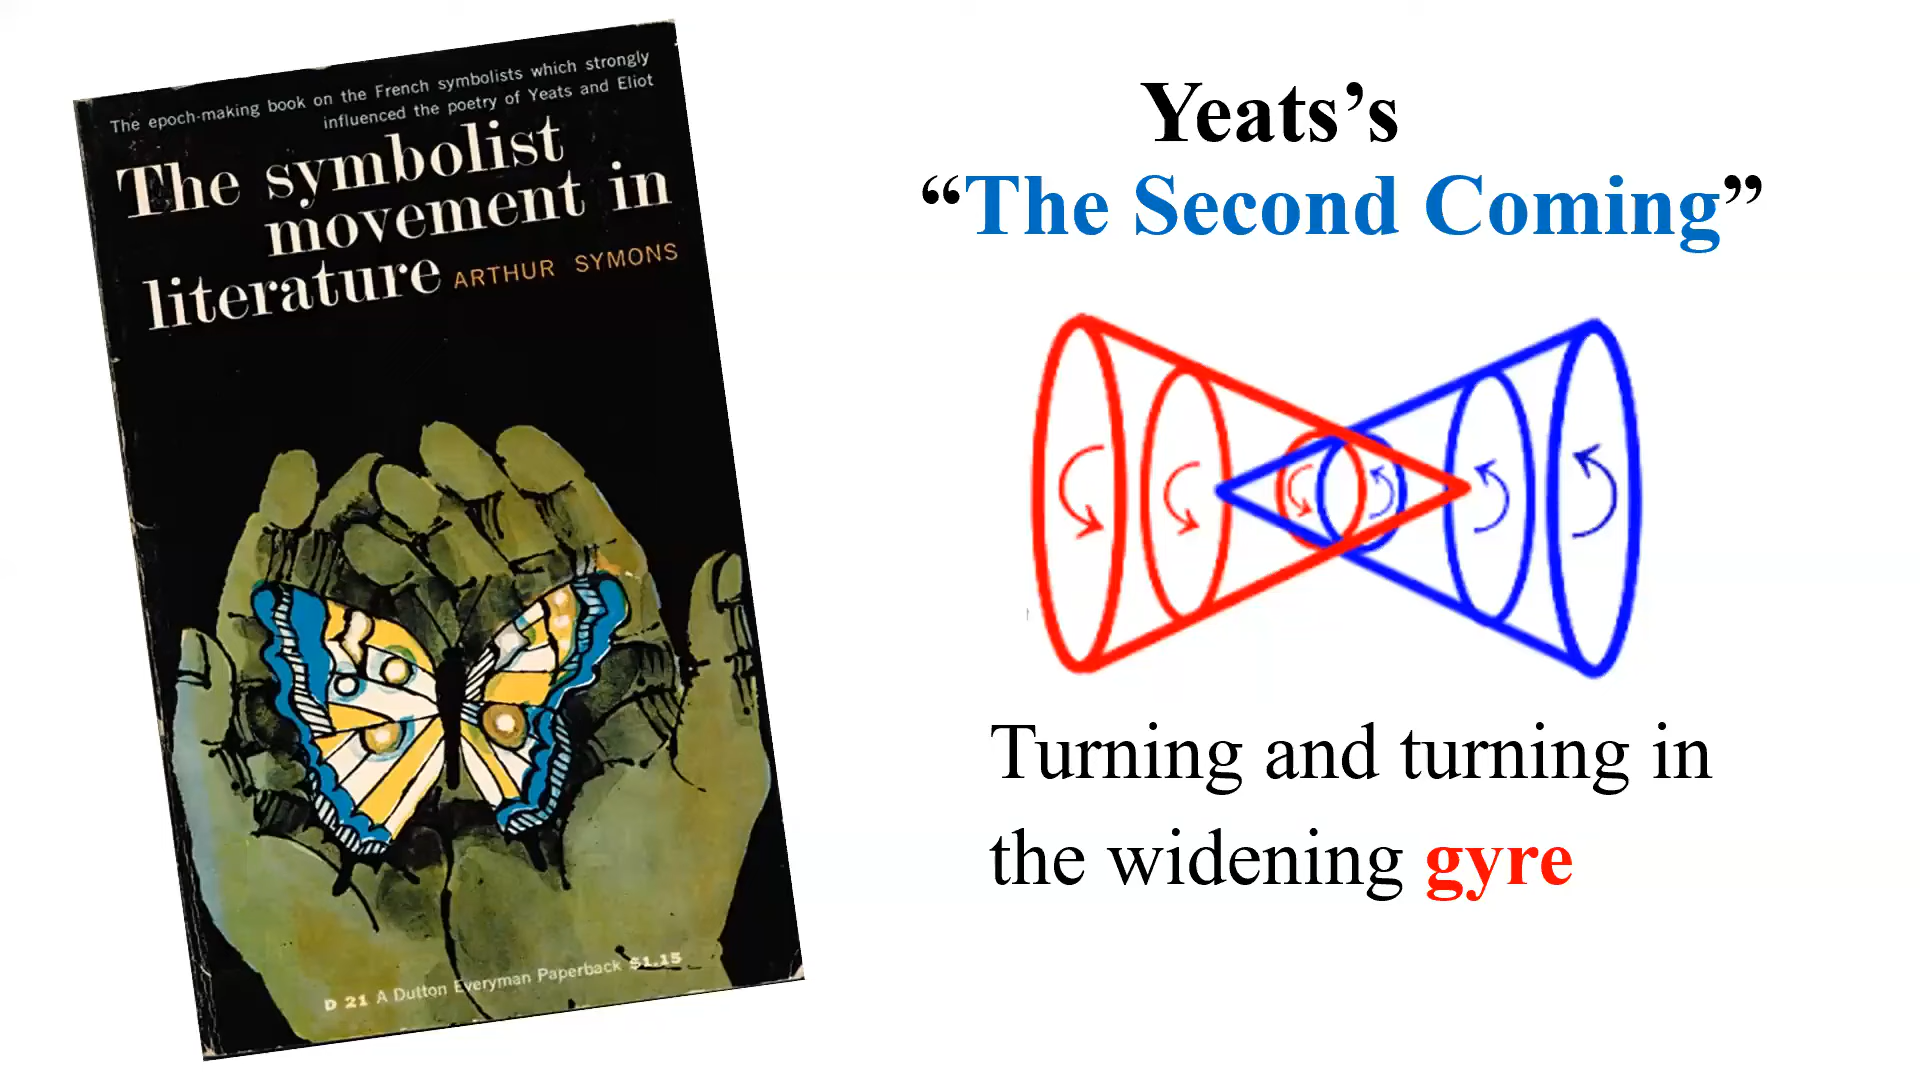 The epoch-making book on the French symbolists which strongly
influenced the poetry of Yeats and Eliot
The symbolist
movement in
literature ARTHUR SYMONS
D 21 A Dutton Everyman Paperback $1.15
Yeats’s
“The Second Coming”
Turning and turning in
the widening gyre